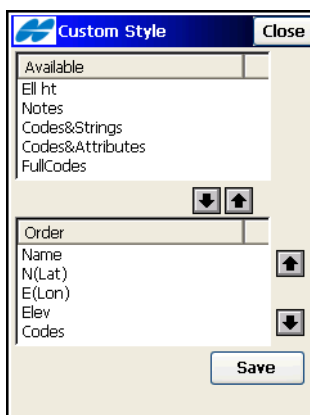 Custom Style
Close
Available
Ell ht
Notes
Codes&Strings
Codes&Attributes
FullCodes
Order
Name
N(Lat)
E(Lon)
Elev
Codes
Save